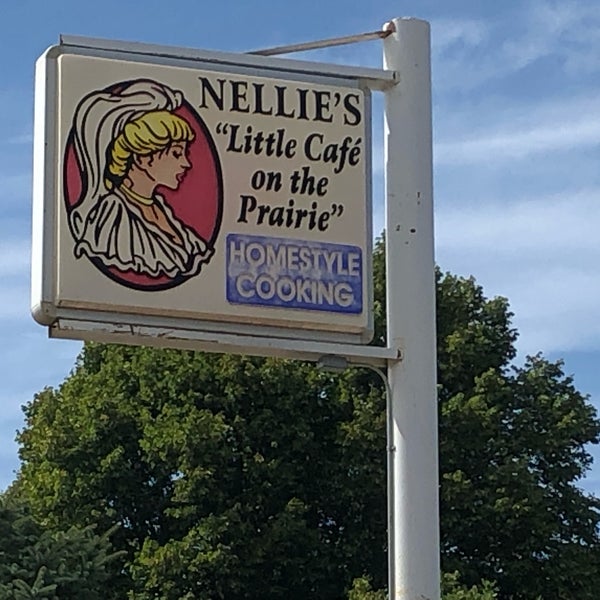 NELLIE'S
"Little Café
on the
Prairie"
HOMESTYLE
COOKING